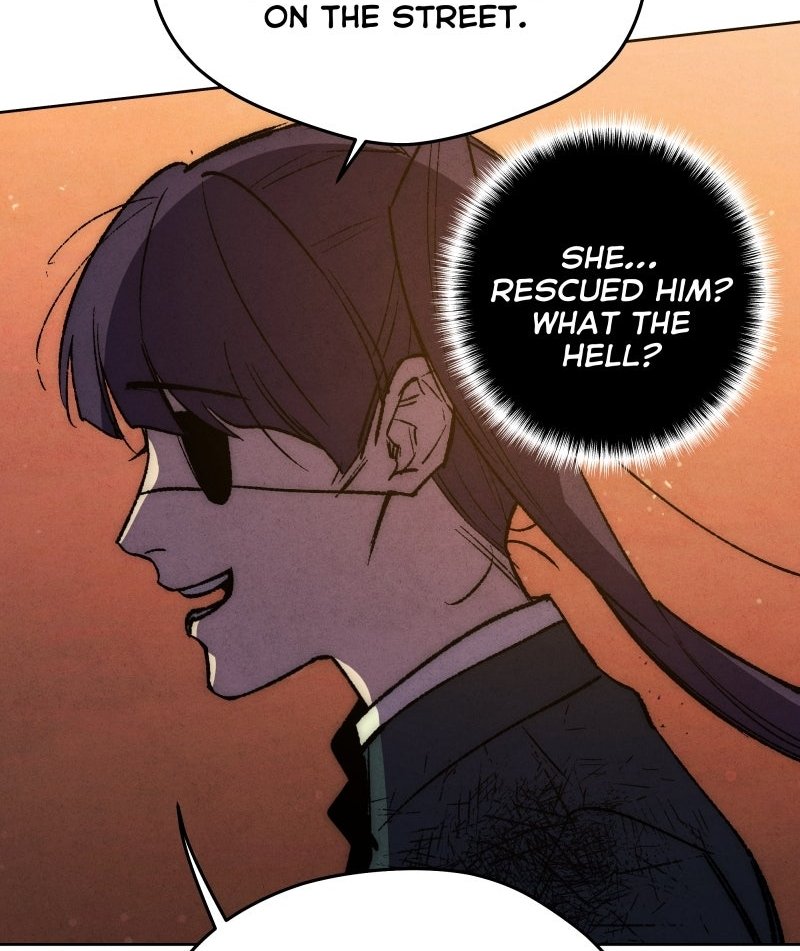 ON THE STREET.
SHE...
RESCUED HIM?
WHAT THE
HELL?